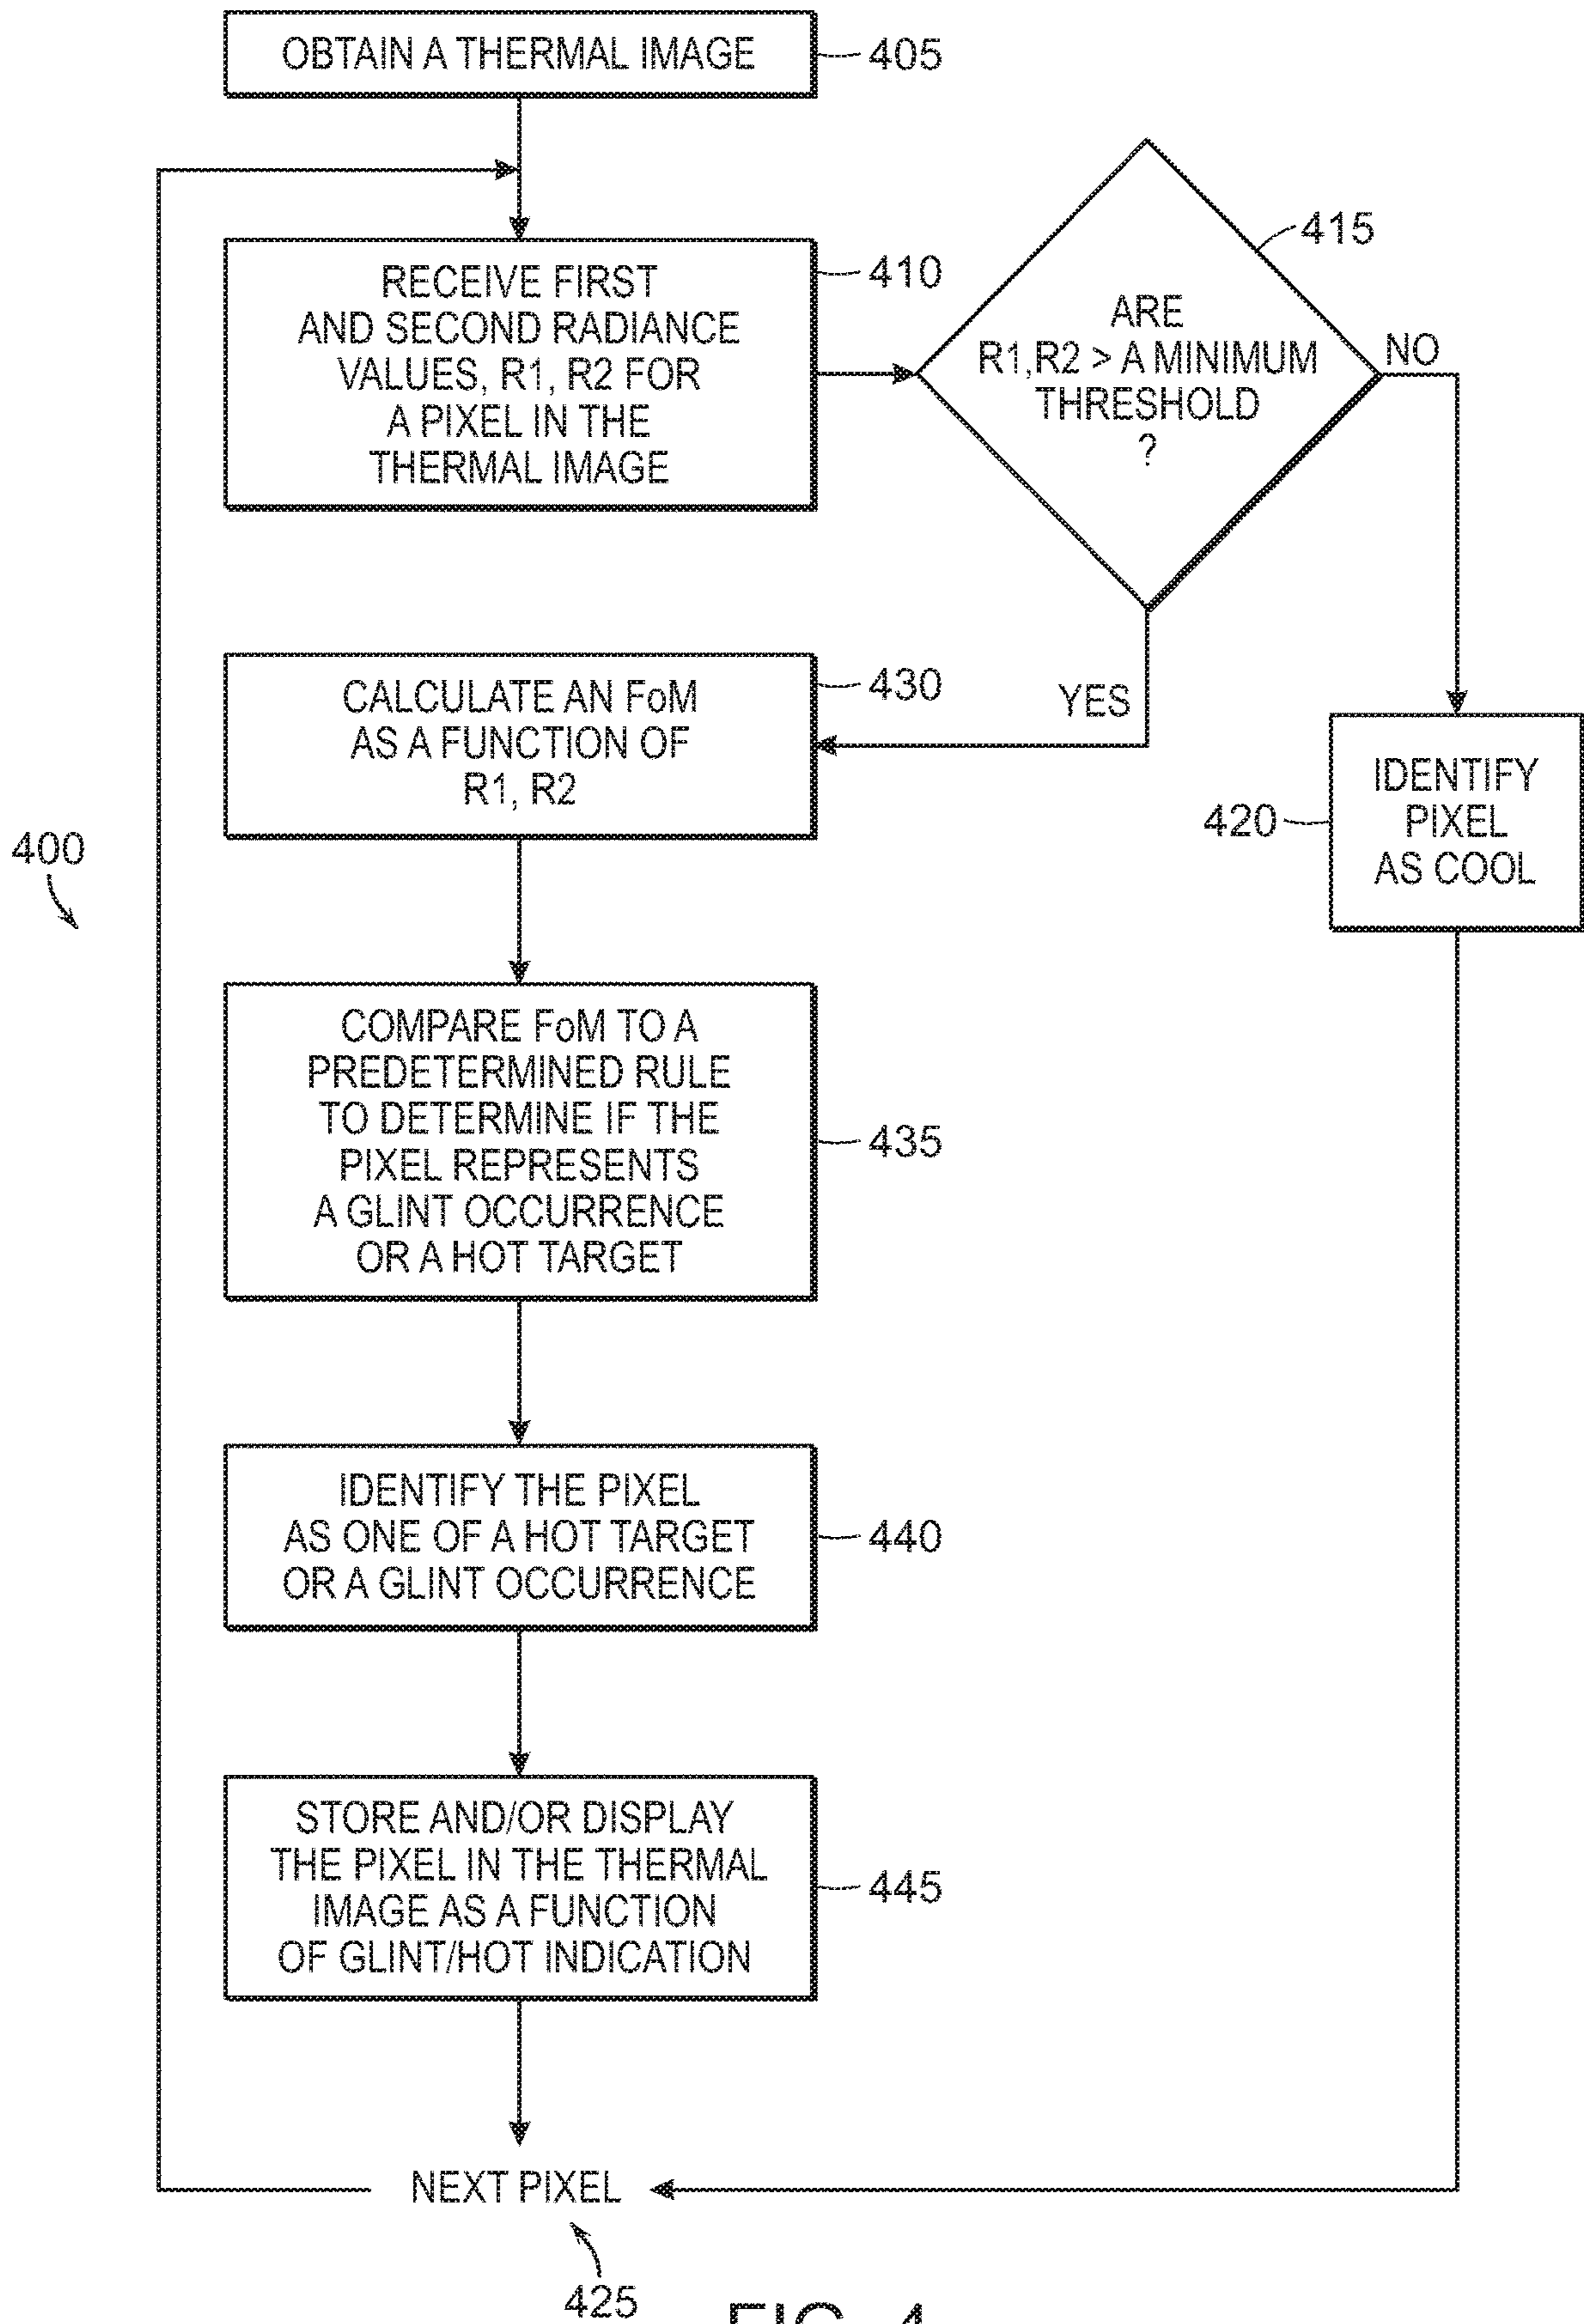 OBTAIN A THERMAL IMAGE
405
RECEIVE FIRST
AND SECOND RADIANCE
VALUES, R1, R2 FOR
A PIXEL IN THE
THERMAL IMAGE
410
ARE
R1,R2 > A MINIMUM
THRESHOLD
?
415
NO
YES
IDENTIFY
PIXEL
AS COOL
420
CALCULATE AN FoM
AS A FUNCTION OF
R1, R2
430
400
COMPARE FoM TO A
PREDETERMINED RULE
TO DETERMINE IF THE
PIXEL REPRESENTS
A GLINT OCCURRENCE
OR A HOT TARGET
435
IDENTIFY THE PIXEL
AS ONE OF A HOT TARGET
OR A GLINT OCCURRENCE
440
STORE AND/OR DISPLAY
THE PIXEL IN THE THERMAL
IMAGE AS A FUNCTION
OF GLINT/HOT INDICATION
445
NEXT PIXEL
425
FIG. 4